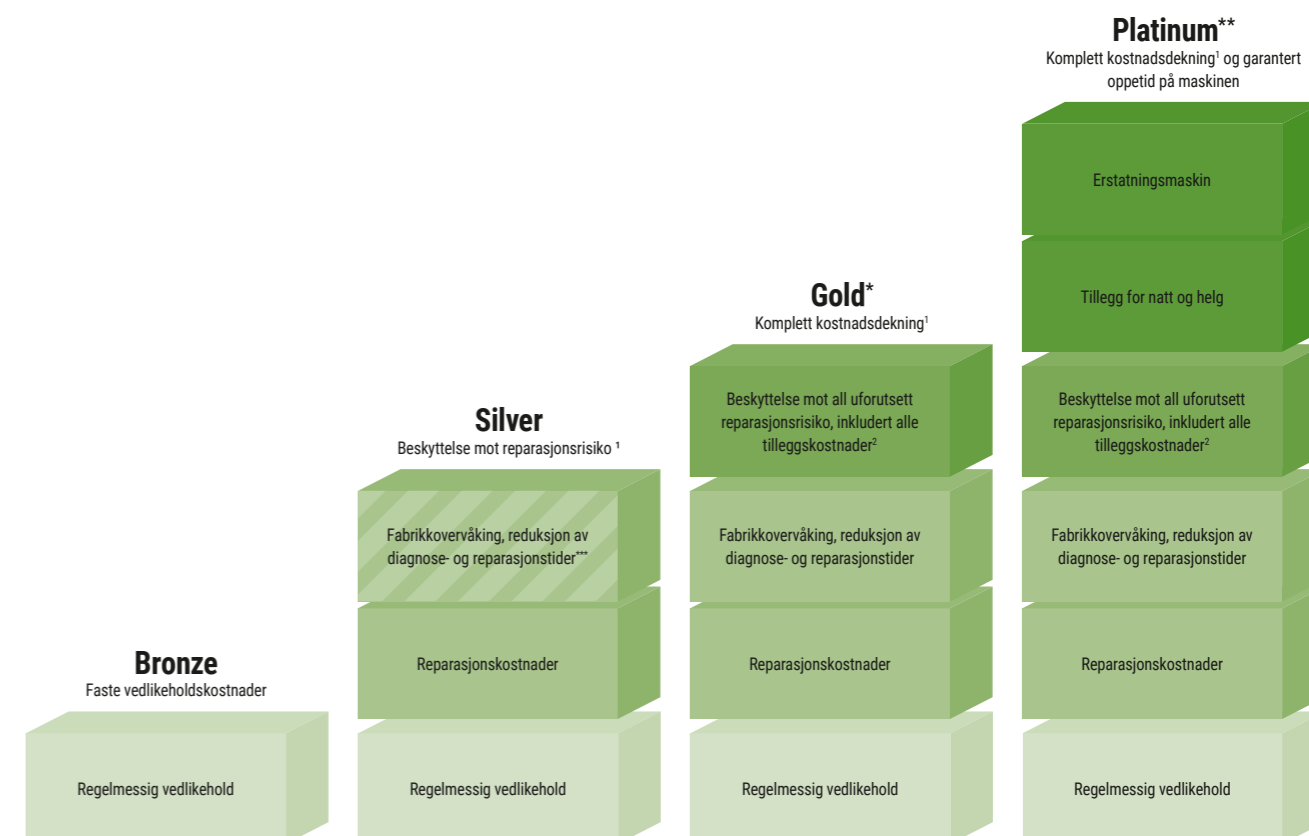 Platinum**
Komplett kostnadsdekning¹ og garantert
oppetid på maskinen
Erstatningsmaskin
Tillegg for natt og helg
Beskyttelse mot all uforutsett
reparasjonsrisiko, inkludert alle
tilleggskostnader²
Fabrikkovervåking, reduksjon av
diagnose- og reparasjonstider
Reparasjonskostnader
Regelmessig vedlikehold
Gold*
Komplett kostnadsdekning¹
Beskyttelse mot all uforutsett
reparasjonsrisiko, inkludert alle
tilleggskostnader²
Fabrikkovervåking, reduksjon av
diagnose- og reparasjonstider
Reparasjonskostnader
Regelmessig vedlikehold
Silver
Beskyttelse mot reparasjonsrisiko ¹
Fabrikkovervåking, reduksjon av
diagnose- og reparasjonstider***
Reparasjonskostnader
Regelmessig vedlikehold
Bronze
Faste vedlikeholdskostnader
Regelmessig vedlikehold